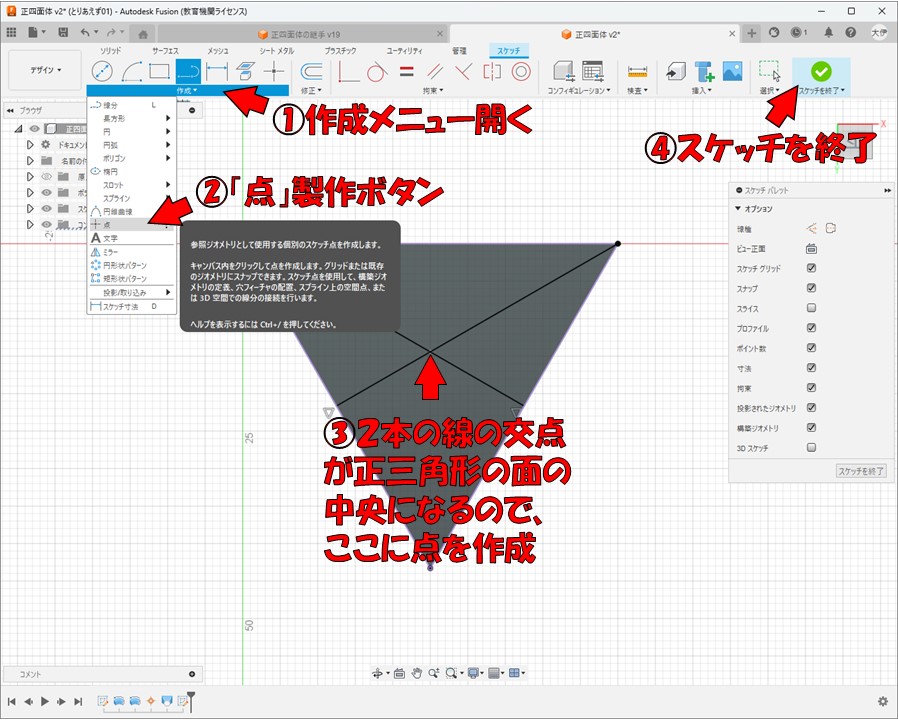 正四面体 v2* (とりあえず01) - Autodesk Fusion (教育機関ライセンス)
正四面体の継手 v19
正四面体 v2*
1
大伊
デザイン
ソリッド
サーフェス
メッシュ
シート メタル
プラスチック
ユーティリティ
管理
スケッチ
作成
修正
拘束
コンフィギュレーション
検査
挿入
選択
スケッチを終了
①作成メニュー開く
④スケッチを終了
②「点」製作ボタン
ブラウザ
正四面
ドキュメン
名前の作
原
ボ
スケ
コン
線分 L
長方形
円
円弧
ポリゴン
楕円
スロット
スプライン
円錐曲線
点
文字
ミラー
円形状パターン
矩形状パターン
投影/取り込み
スケッチ寸法 D
参照ジオメトリとして使用する個別のスケッチ点を作成します。
キャンバス内をクリックして点を作成します。グリッドまたは既存
のジオメトリにスナップできます。スケッチ点を使用して、構築ジオ
メトリの定義、穴フィーチャの配置、スプライン上の空間点、また
は 3D 空間での線分の接続を行います。
ヘルプを表示するには Ctrl+/ を押してください。
X
スケッチ パレット
オプション
線種
ビュー正面
スケッチ グリッド
スナップ
スライス
プロファイル
ポイント数
寸法
拘束
投影されたジオメトリ
構築ジオメトリ
3D スケッチ
スケッチを終了
25
50
③２本の線の交点
が正三角形の面の
中央になるので、
ここに点を作成
コメント